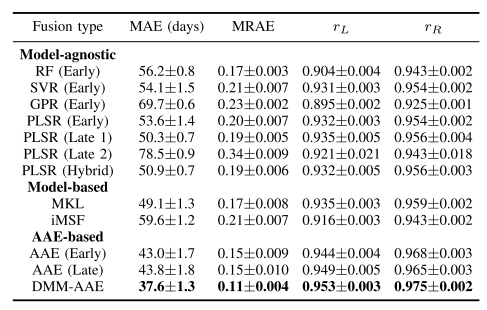 Fusion type MAE (days) MRAE r_L r_R
Model-agnostic
RF (Early) 56.2±0.8 0.17±0.003 0.904±0.004 0.943±0.002
SVR (Early) 54.1±1.5 0.21±0.007 0.931±0.003 0.954±0.002
GPR (Early) 69.7±0.6 0.23±0.002 0.895±0.002 0.925±0.001
PLSR (Early) 53.6±1.4 0.20±0.007 0.932±0.003 0.954±0.002
PLSR (Late 1) 50.3±0.7 0.19±0.005 0.935±0.005 0.956±0.004
PLSR (Late 2) 78.5±0.9 0.34±0.009 0.921±0.021 0.943±0.018
PLSR (Hybrid) 50.9±0.7 0.19±0.006 0.932±0.005 0.956±0.003
Model-based
MKL 49.1±1.3 0.17±0.008 0.935±0.003 0.959±0.002
iMSF 59.6±1.2 0.21±0.007 0.916±0.003 0.943±0.002
AAE-based
AAE (Early) 43.0±1.7 0.15±0.009 0.944±0.004 0.968±0.003
AAE (Late) 43.8±1.8 0.15±0.010 0.949±0.005 0.965±0.003
DMM-AAE 37.6±1.3 0.11±0.004 0.953±0.003 0.975±0.002